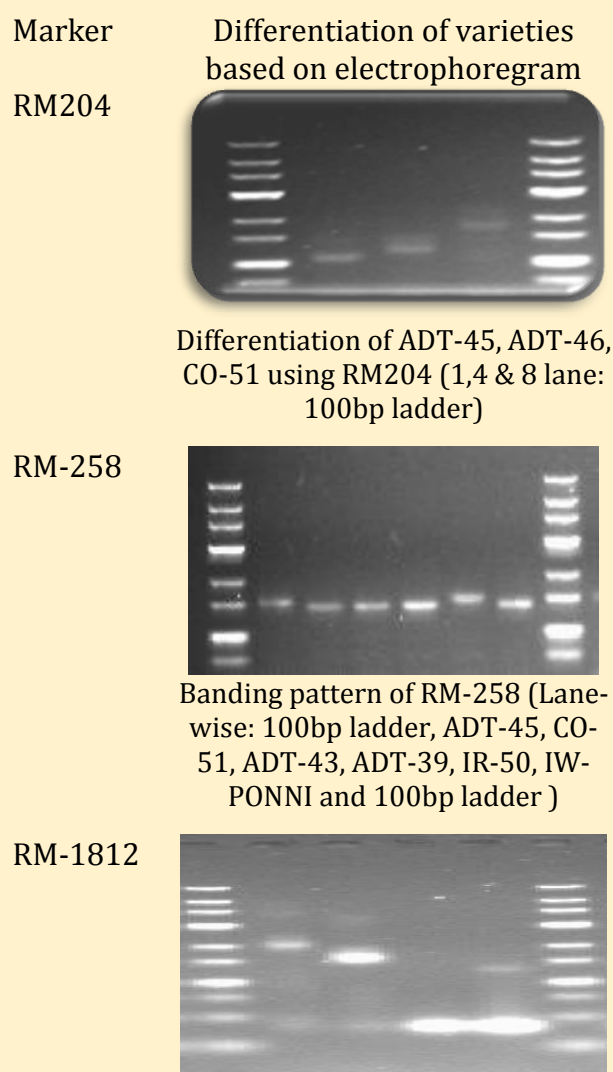 Marker
Differentiation of varieties
based on electrophoregram
RM204
Differentiation of ADT-45, ADT-46,
CO-51 using RM204 (1,4 & 8 lane:
100bp ladder)
RM-258
Banding pattern of RM-258 (Lane-
wise: 100bp ladder, ADT-45, CO-
51, ADT-43, ADT-39, IR-50, IW-
PONNI and 100bp ladder )
RM-1812